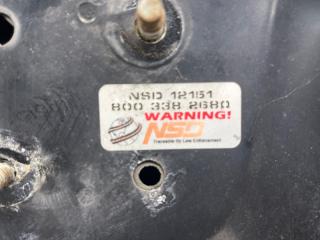 NSD 12151
800 338 2680
WARNING!
NSD
Traceable By Law Enforcement